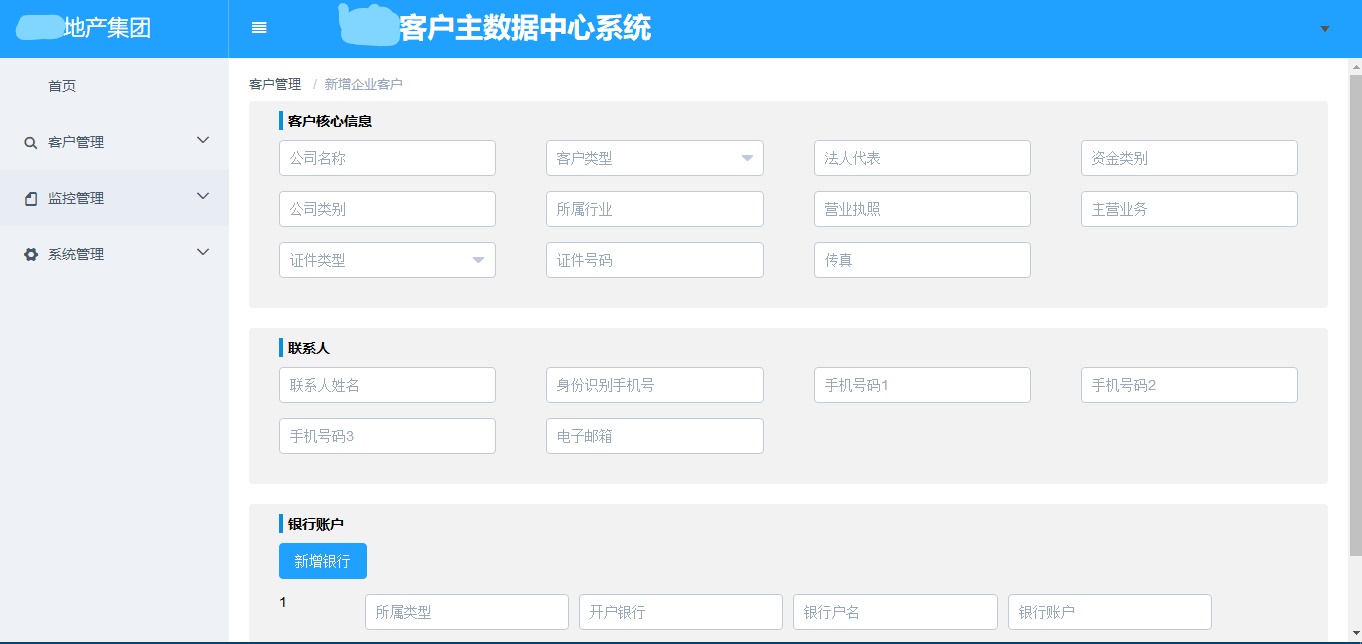 地产集团
客户主数据中心系统
首页
客户管理
监控管理
系统管理
客户管理 / 新增企业客户
客户核心信息
公司名称 客户类型 法人代表 资金类别
公司类别 所属行业 营业执照 主营业务
证件类型 证件号码 传真
联系人
联系人姓名 身份识别手机号 手机号码1 手机号码2
手机号码3 电子邮箱
银行账户
新增银行
1 所属类型 开户银行 银行户名 银行账户